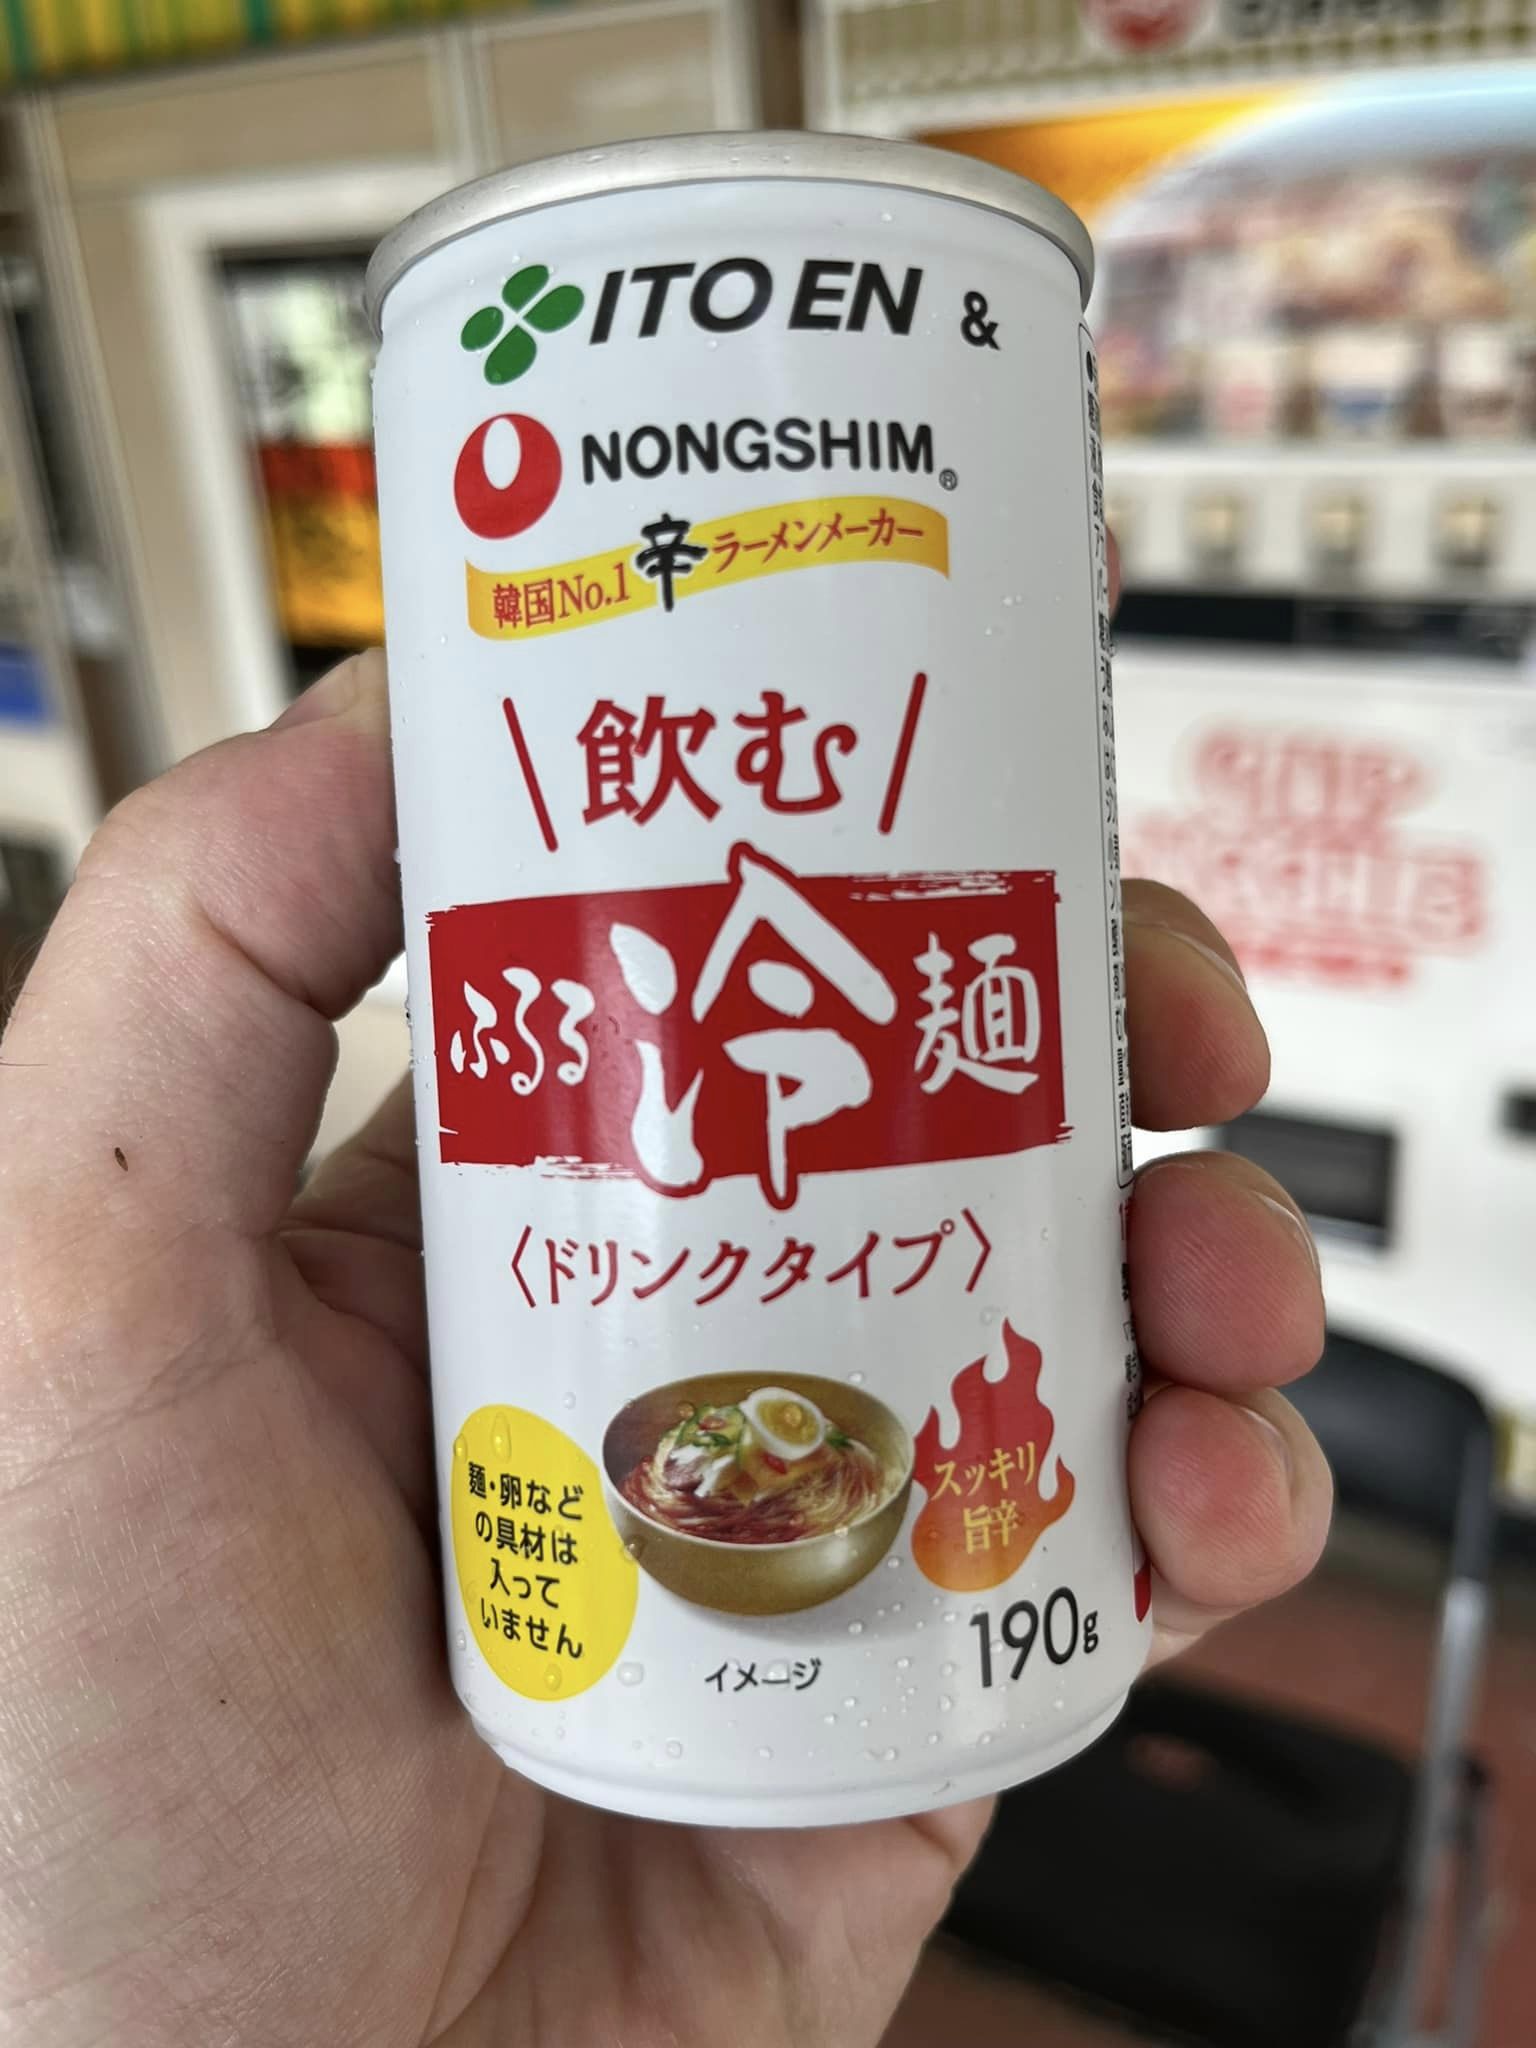 ITO EN &
NONGSHIM®
韓国No.1辛ラーメンメーカー
飲む
ふるる冷麺
〈ドリンクタイプ〉
麺・卵など
の具材は
入って
いません
スッキリ
旨辛
イメージ
190g
CUP
NOODLE